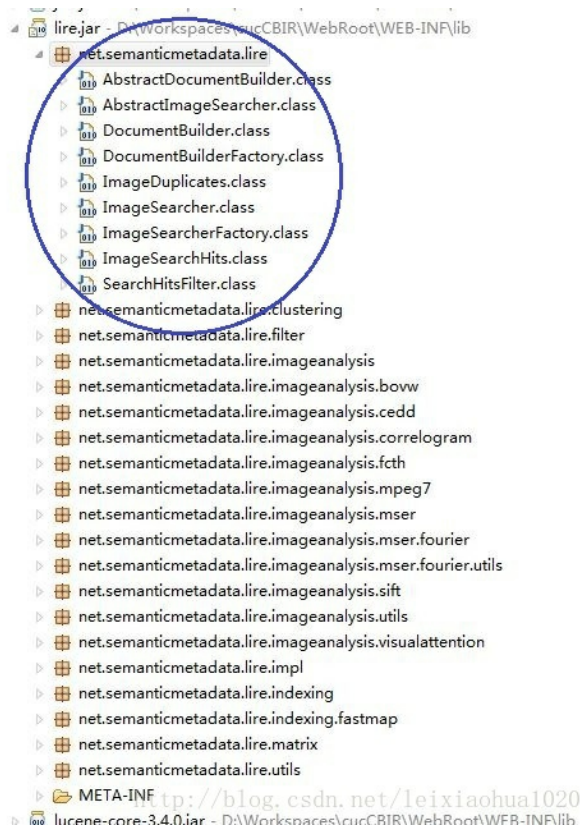 lire.jar - D:\Workspaces\cucCBIR\WebRoot\WEB-INF\lib
net.semanticmetadata.lire
AbstractDocumentBuilder.class
AbstractImageSearcher.class
DocumentBuilder.class
DocumentBuilderFactory.class
ImageDuplicates.class
ImageSearcher.class
ImageSearcherFactory.class
ImageSearchHits.class
SearchHitsFilter.class
net.semanticmetadata.lire.clustering
net.semanticmetadata.lire.filter
net.semanticmetadata.lire.imageanalysis
net.semanticmetadata.lire.imageanalysis.bovw
net.semanticmetadata.lire.imageanalysis.cedd
net.semanticmetadata.lire.imageanalysis.correlogram
net.semanticmetadata.lire.imageanalysis.fcth
net.semanticmetadata.lire.imageanalysis.mpeg7
net.semanticmetadata.lire.imageanalysis.mser
net.semanticmetadata.lire.imageanalysis.mser.fourier
net.semanticmetadata.lire.imageanalysis.mser.fourier.utils
net.semanticmetadata.lire.imageanalysis.sift
net.semanticmetadata.lire.imageanalysis.utils
net.semanticmetadata.lire.imageanalysis.visualattention
net.semanticmetadata.lire.impl
net.semanticmetadata.lire.indexing
net.semanticmetadata.lire.indexing.fastmap
net.semanticmetadata.lire.matrix
net.semanticmetadata.lire.utils
META-INF
http://blog.csdn.net/leixiaohua1020
lucene-core-3.4.0.jar - D:\Workspaces\cucCBIR\WebRoot\WEB-INF\lib